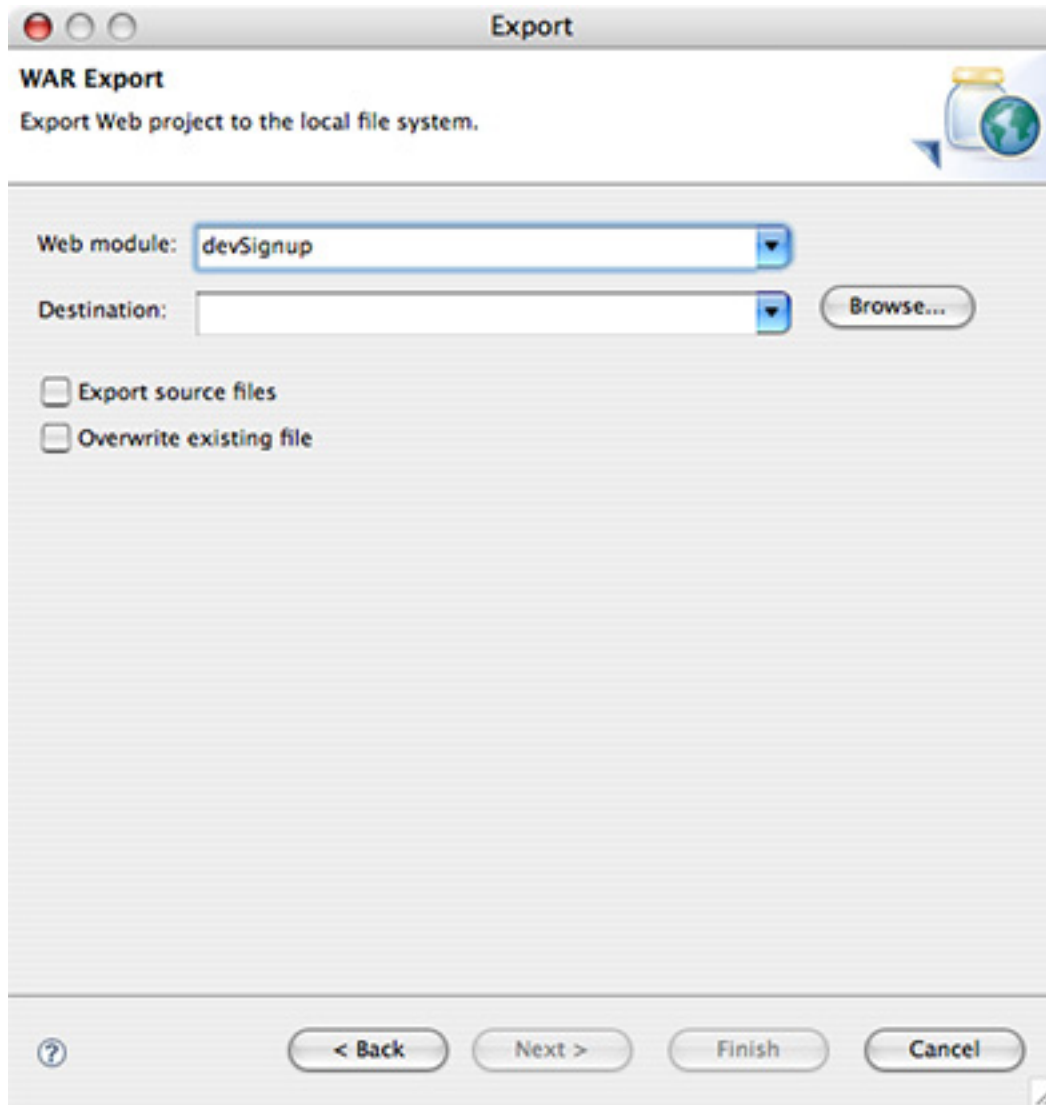 Export
WAR Export
Export Web project to the local file system.
Web module: devSignup
Destination: Browse...
Export source files
Overwrite existing file
? < Back Next > Finish Cancel